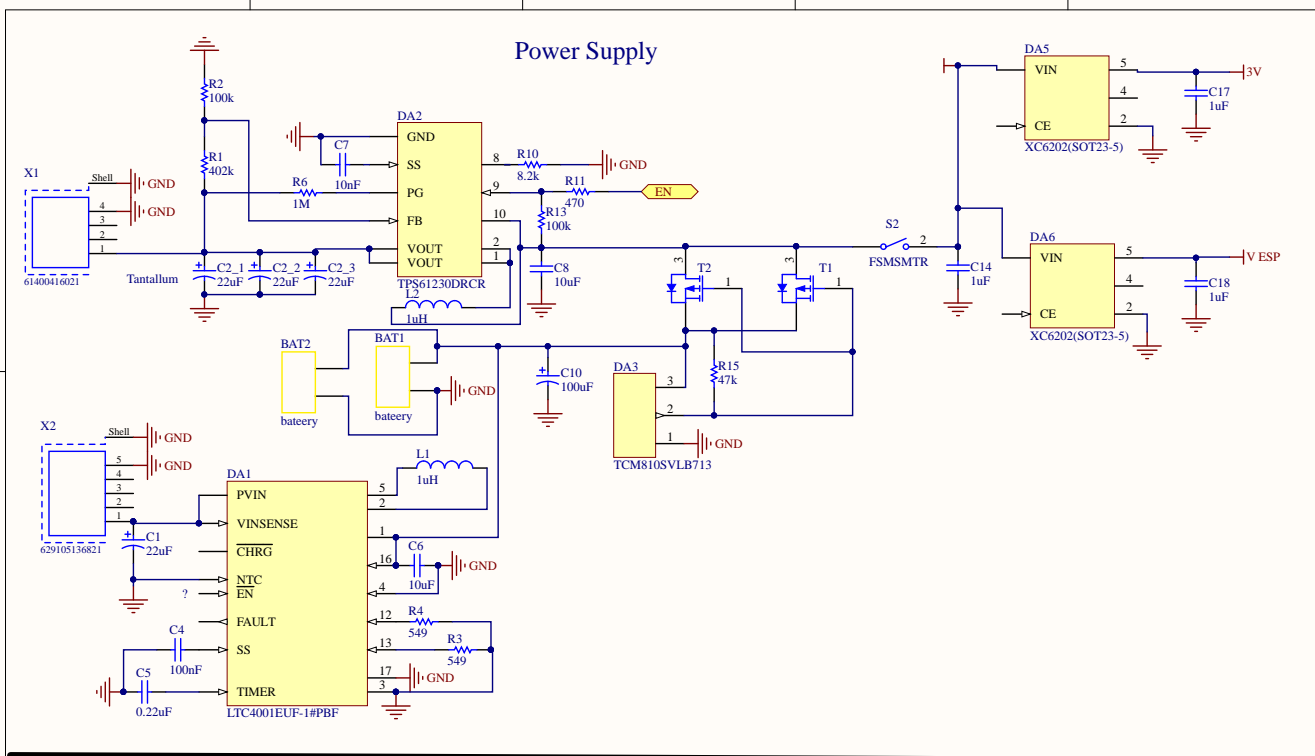 Power Supply
R2
100k
R1
402k
X1
Shell
GND
4
GND
3
2
1
61400416021
Tantallum
C2_1
22uF
C2_2
22uF
C2_3
22uF
R6
1M
C7
10nF
DA2
GND
SS
PG
FB
VOUT
VOUT
8
9
10
2
1
TPS61230DRCR
L2
1uH
R10
8.2k
GND
R11
470
EN
R13
100k
C8
10uF
T2
3
1
T1
3
1
S2
2
FSMSMTR
DA5
VIN
CE
5
4
2
XC6202(SOT23-5)
C17
1uF
3V
DA6
VIN
CE
5
4
2
XC6202(SOT23-5)
C14
1uF
C18
1uF
V ESP
BAT2
bateery
BAT1
bateery
GND
C10
100uF
DA3
3
2
1
GND
TCM810SVLB713
R15
47k
X2
Shell
GND
5
GND
4
3
2
1
629105136821
C1
22uF
?
C4
100nF
C5
0.22uF
DA1
PVIN
VINSENSE
CHRG
NTC
EN
FAULT
SS
TIMER
5
2
1
16
4
12
13
17
3
LTC4001EUF-1#PBF
L1
1uH
C6
10uF
GND
R4
549
R3
549
GND